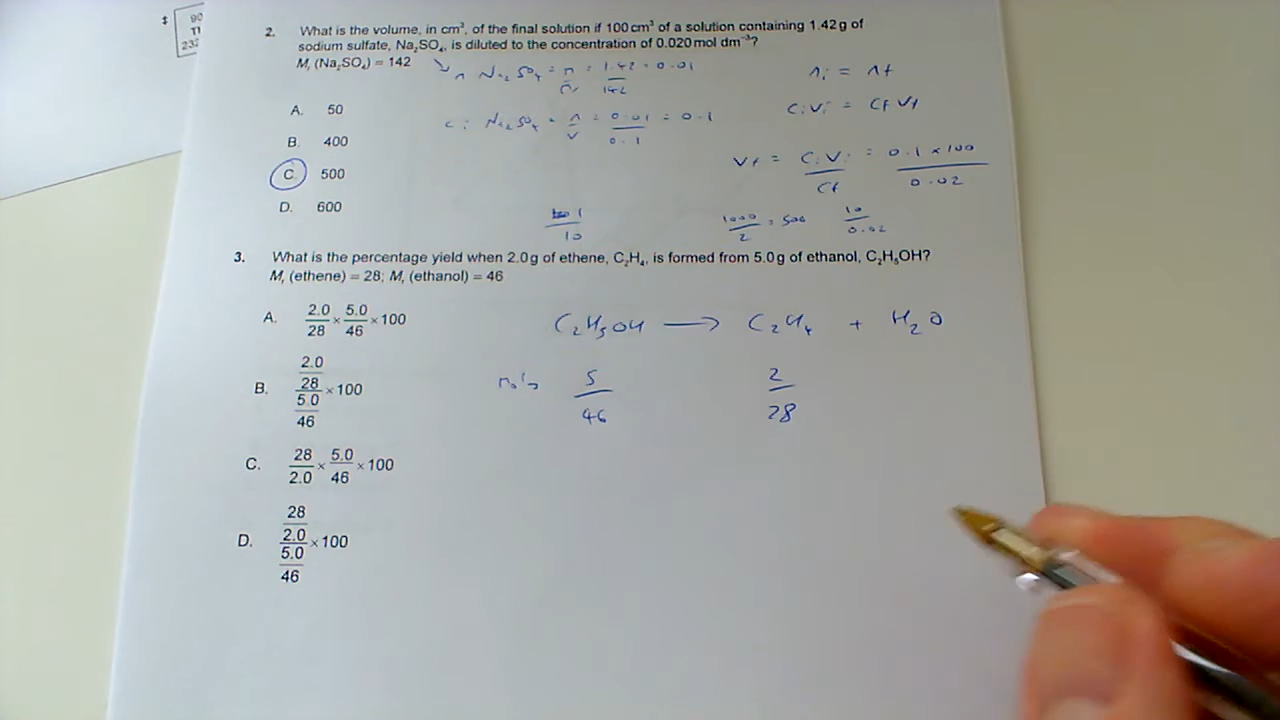 90
232
2. What is the volume, in cm³, of the final solution if 100 cm³ of a solution containing 1.42 g of
sodium sulfate, Na₂SO₄, is diluted to the concentration of 0.020 mol dm⁻³?
Mr (Na₂SO₄) = 142
n Na₂SO₄ = n = 1.42 = 0.01
142
ni = nf
A. 50
c: Na₂SO₄ = n/v = 0.01/0.1 = 0.1
CiVi = CfVf
B. 400
Vf = CiVi/Cf = 0.1 x 100/0.02
C. 500
D. 600
1/10
1000/2 = 500
10/0.02
3. What is the percentage yield when 2.0 g of ethene, C₂H₄, is formed from 5.0 g of ethanol, C₂H₅OH?
Mr (ethene) = 28; Mr (ethanol) = 46
A. 2.0/28 × 5.0/46 × 100
C₂H₅OH → C₂H₄ + H₂O
B. 2.0/28 / 5.0/46 × 100
5/46
2/28
C. 28/2.0 × 5.0/46 × 100
D. 28/2.0 / 5.0/46 × 100